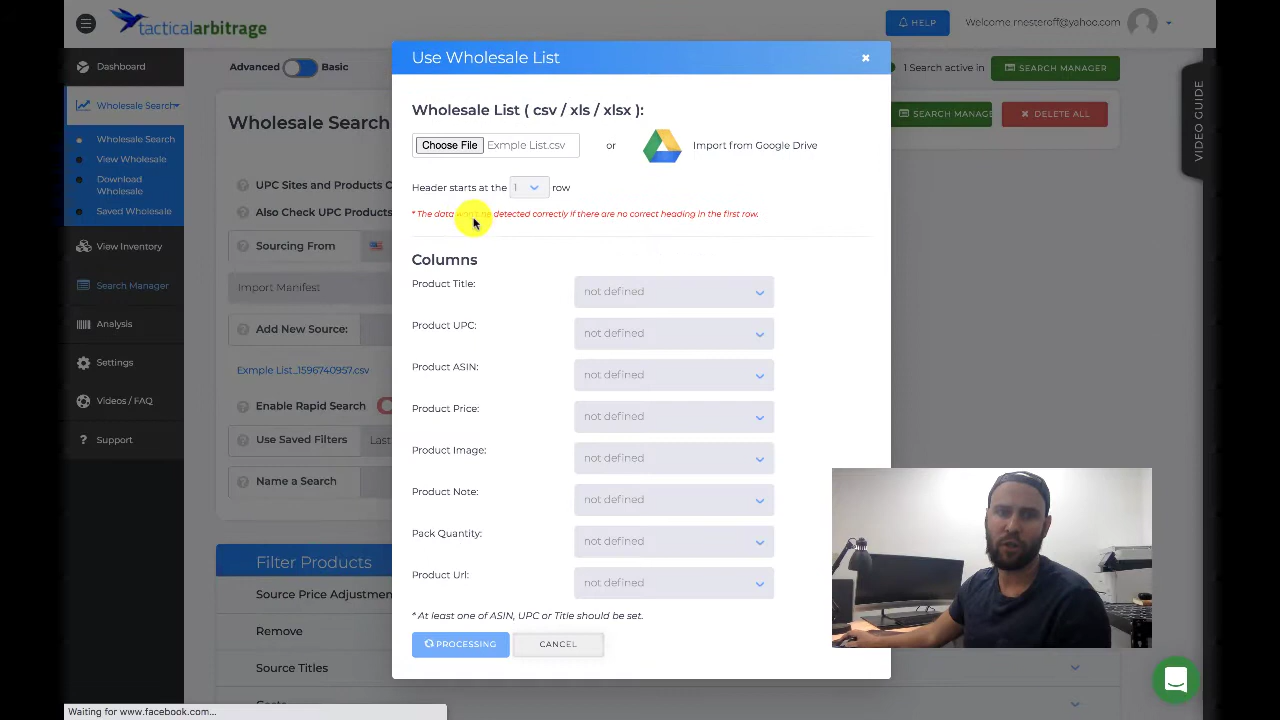 tacticalarbitrage
HELP
Welcome, rnesteroff@yahoo.com
Dashboard
Wholesale Search
Wholesale Search
View Wholesale
Download
Wholesale
Saved Wholesale
View Inventory
Search Manager
Analysis
Settings
Videos / FAQ
Support
Advanced
Basic
1 Search active in
SEARCH MANAGER
Wholesale Search
SEARCH MANAG
DELETE ALL
UPC Sites and Products C
Also Check UPC Products
Sourcing From
Import Manifest
Add New Source:
Exmple List_1596740957.csv
Enable Rapid Search
Use Saved Filters
Last
Name a Search
Filter Products
Source Price Adjustmen
Remove
Source Titles
VIDEO GUIDE
Use Wholesale List
Wholesale List ( csv / xls / xlsx ):
Choose File Exmple List.csv
or
Import from Google Drive
Header starts at the 1 row
* The data won't be detected correctly if there are no correct heading in the first row.
Columns
Product Title: not defined
Product UPC: not defined
Product ASIN: not defined
Product Price: not defined
Product Image: not defined
Product Note: not defined
Pack Quantity: not defined
Product Url: not defined
* At least one of ASIN, UPC or Title should be set.
PROCESSING
CANCEL
Waiting for www.facebook.com...